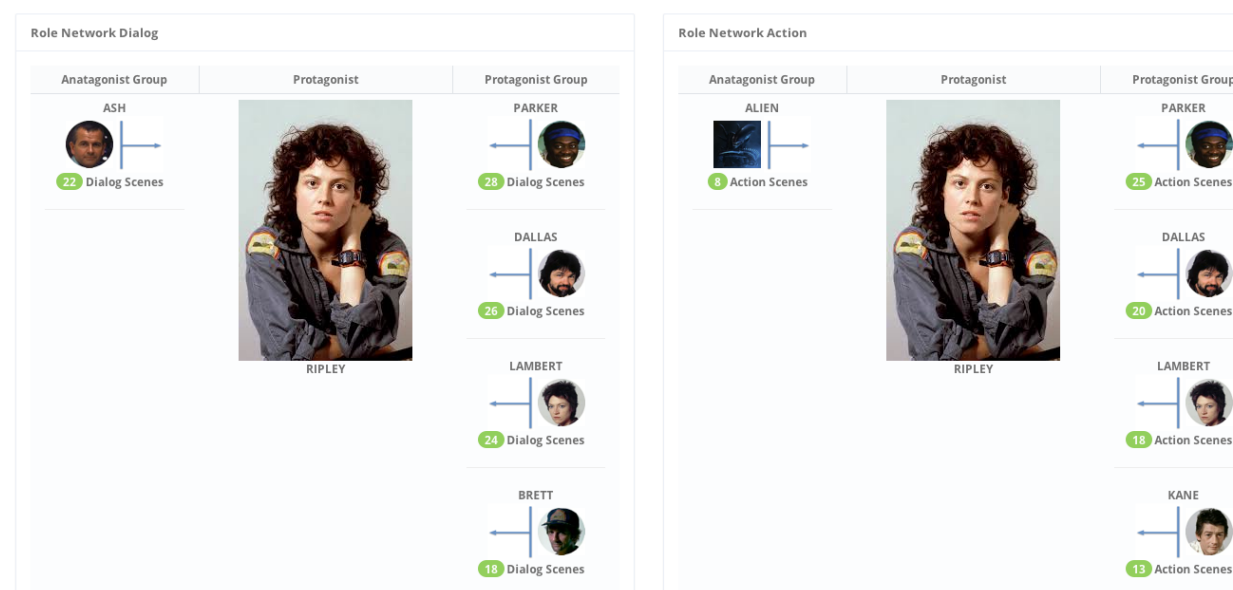 Role Network Dialog
Anatagonist Group
Protagonist
Protagonist Group
ASH
22 Dialog Scenes
RIPLEY
PARKER
28 Dialog Scenes
DALLAS
26 Dialog Scenes
LAMBERT
24 Dialog Scenes
BRETT
18 Dialog Scenes
Role Network Action
Anatagonist Group
Protagonist
Protagonist Group
ALIEN
8 Action Scenes
RIPLEY
PARKER
25 Action Scenes
DALLAS
20 Action Scenes
LAMBERT
18 Action Scenes
KANE
13 Action Scenes